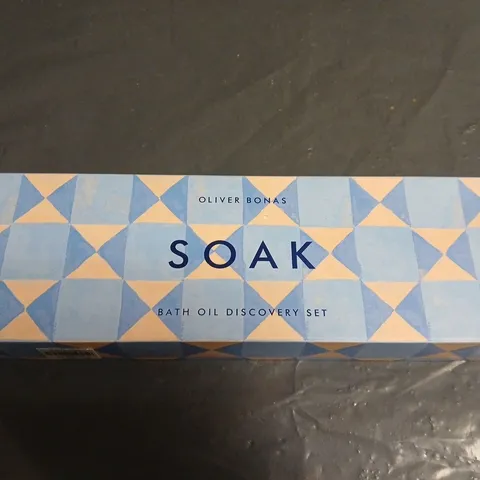 OLIVER BONAS
SOAK
BATH OIL DISCOVERY SET